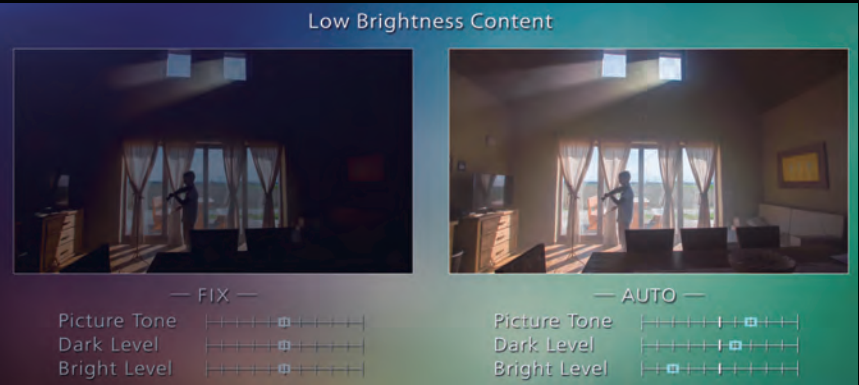 Low Brightness Content
— FIX —
Picture Tone
Dark Level
Bright Level
— AUTO —
Picture Tone
Dark Level
Bright Level